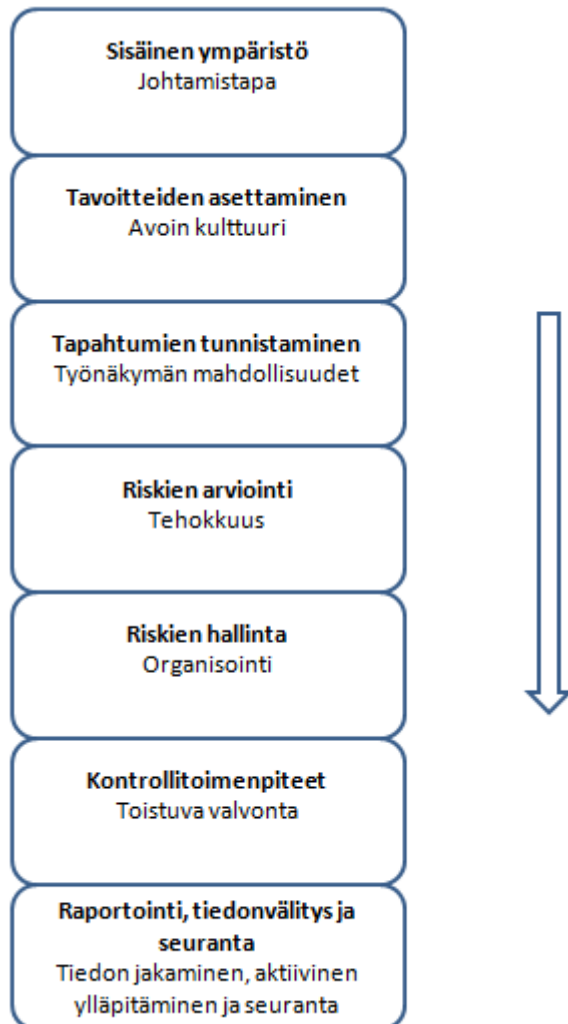 Sisäinen ympäristö
Johtamistapa
Tavoitteiden asettaminen
Avoin kulttuuri
Tapahtumien tunnistaminen
Työnäkymän mahdollisuudet
Riskien arviointi
Tehokkuus
Riskien hallinta
Organisointi
Kontrollitoimenpiteet
Toistuva valvonta
Raportointi, tiedonvälitys ja
seuranta
Tiedon jakaminen, aktiivinen
ylläpitäminen ja seuranta